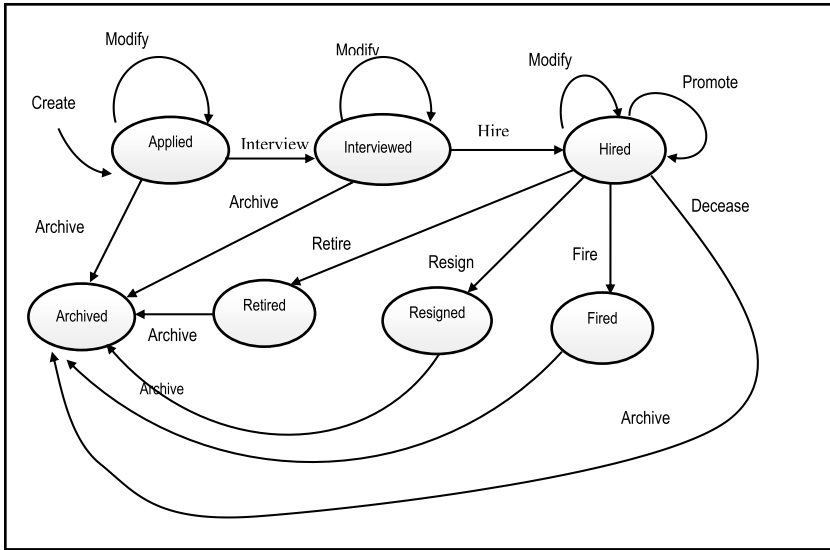 Modify
Modify
Modify
Promote
Create
Applied
Interview
Interviewed
Hire
Hired
Archive
Archive
Decease
Retire
Resign
Fire
Archived
Archive
Retired
Resigned
Fired
Archive
Archive